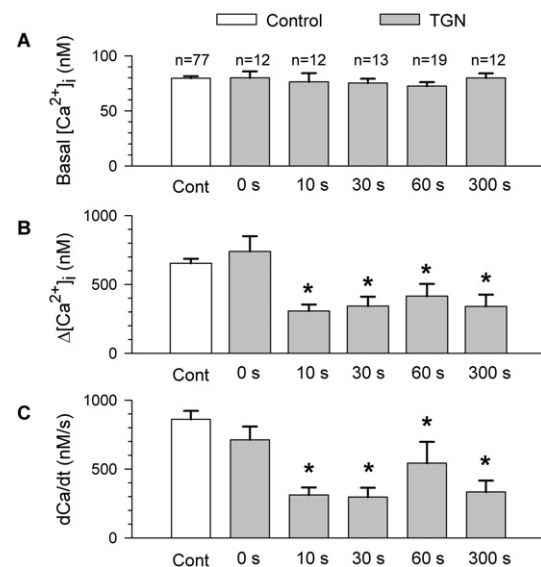 Control TGN
A
Basal [Ca²⁺]i (nM)
100
50
0
n=77 n=12 n=12 n=13 n=19 n=12
Cont 0 s 10 s 30 s 60 s 300 s
B
Δ[Ca²⁺]i (nM)
1000
500
0
* * * *
Cont 0 s 10 s 30 s 60 s 300 s
C
dCa/dt (nM/s)
1000
500
0
* * * *
Cont 0 s 10 s 30 s 60 s 300 s